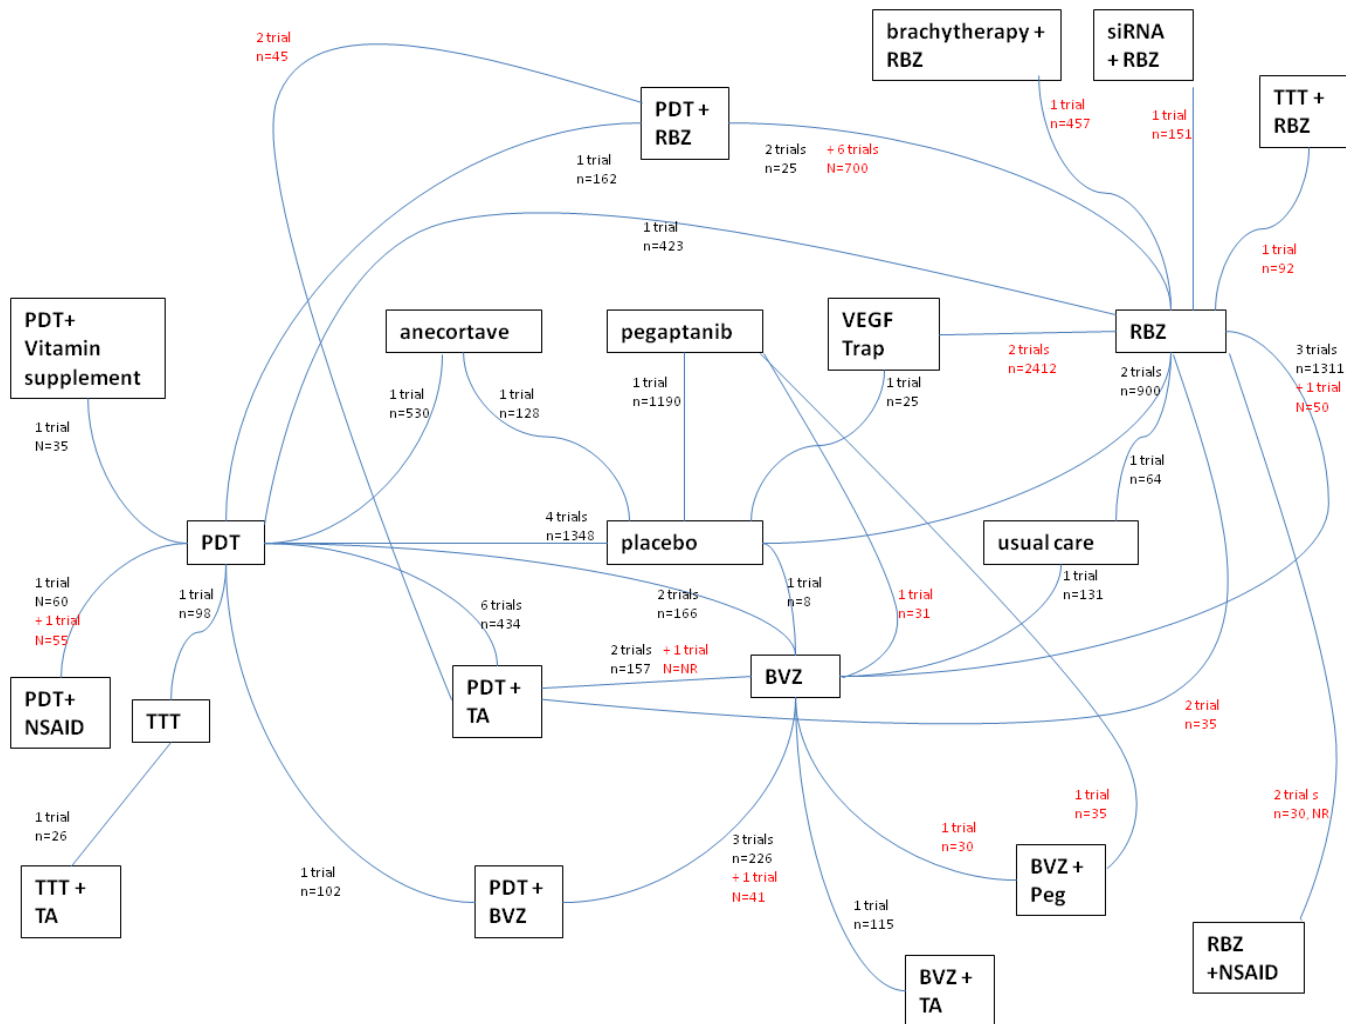 2 trial
n=45
brachytherapy +
RBZ
siRNA
+ RBZ
TTT +
RBZ
PDT +
RBZ
1 trial
n=457
1 trial
n=151
2 trials
n=25
+ 6 trials
N=700
1 trial
n=162
1 trial
n=423
1 trial
n=92
PDT+
Vitamin
supplement
anecortave
pegaptanib
VEGF
Trap
RBZ
2 trials
n=2412
3 trials
n=1311
+ 1 trial
N=50
2 trials
n=900
1 trial
n=530
1 trial
n=128
1 trial
n=1190
1 trial
n=25
1 trial
N=35
1 trial
n=64
PDT
4 trials
n=1348
placebo
usual care
1 trial
N=60
+ 1 trial
N=55
1 trial
n=98
6 trials
n=434
2 trials
n=166
1 trial
n=8
1 trial
n=31
1 trial
n=131
2 trials
n=157
+ 1 trial
N=NR
PDT+
NSAID
TTT
PDT +
TA
BVZ
2 trial
n=35
1 trial
n=26
1 trial
n=35
2 trial s
n=30, NR
1 trial
n=30
3 trials
n=226
+ 1 trial
N=41
TTT +
TA
1 trial
n=102
PDT +
BVZ
BVZ +
Peg
1 trial
n=115
RBZ
+NSAID
BVZ +
TA